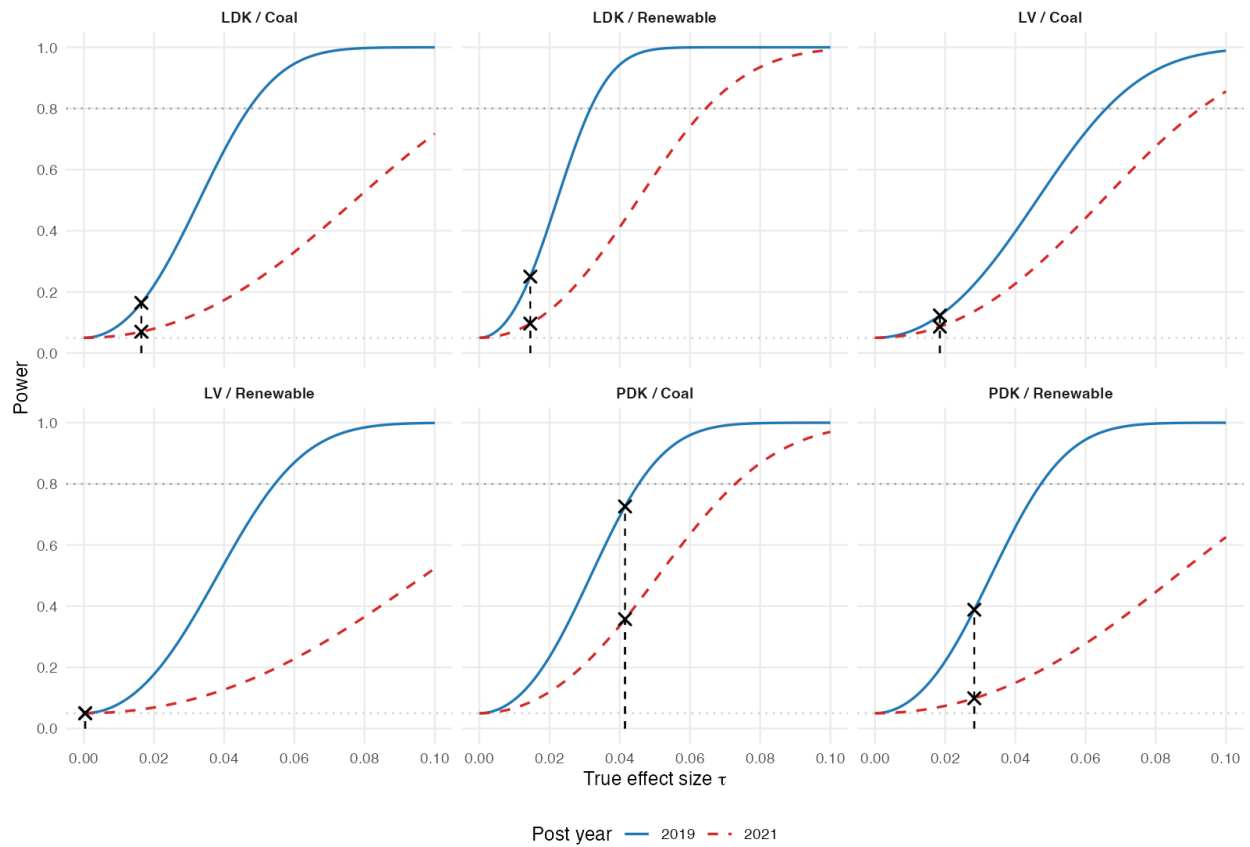 LDK / Coal
LDK / Renewable
LV / Coal
1.0
0.8
0.6
0.4
0.2
0.0
Power
LV / Renewable
PDK / Coal
PDK / Renewable
1.0
0.8
0.6
0.4
0.2
0.0
0.00 0.02 0.04 0.06 0.08 0.10
0.00 0.02 0.04 0.06 0.08 0.10
0.00 0.02 0.04 0.06 0.08 0.10
True effect size τ
Post year 2019 2021